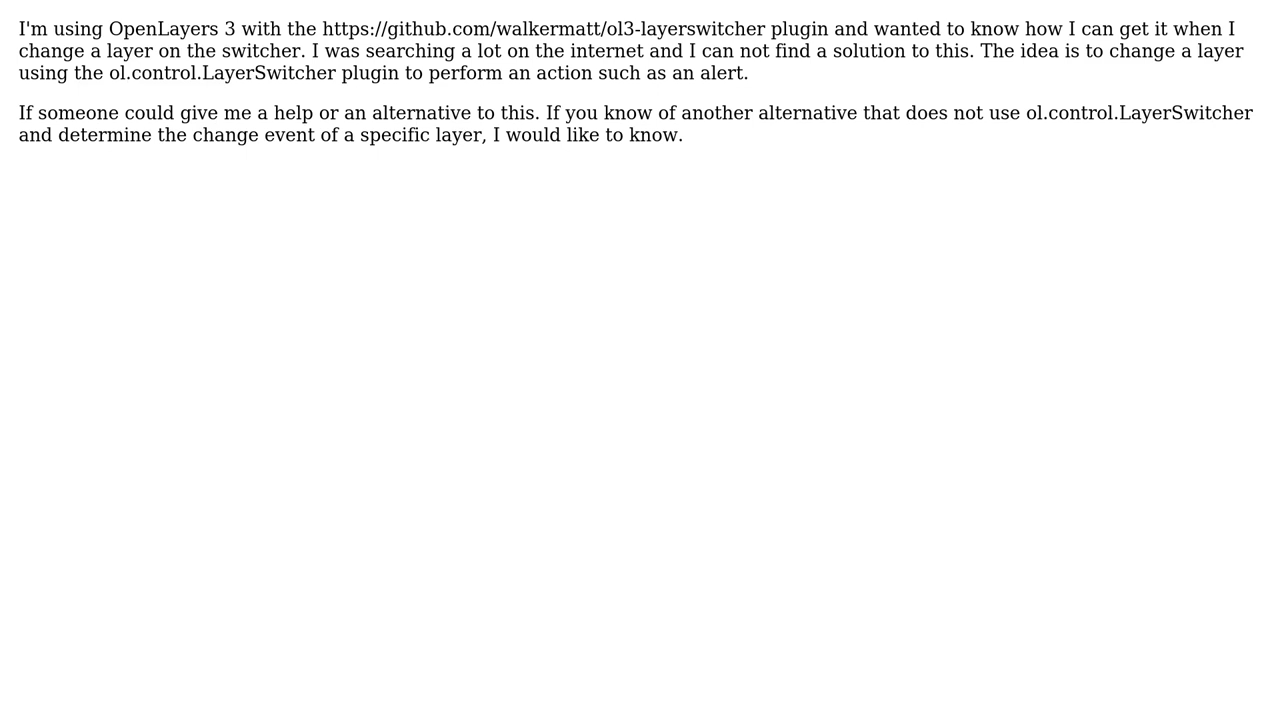 I'm using OpenLayers 3 with the https://github.com/walkermatt/ol3-layerswitcher plugin and wanted to know how I can get it when I
change a layer on the switcher. I was searching a lot on the internet and I can not find a solution to this. The idea is to change a layer
using the ol.control.LayerSwitcher plugin to perform an action such as an alert.
If someone could give me a help or an alternative to this. If you know of another alternative that does not use ol.control.LayerSwitcher
and determine the change event of a specific layer, I would like to know.